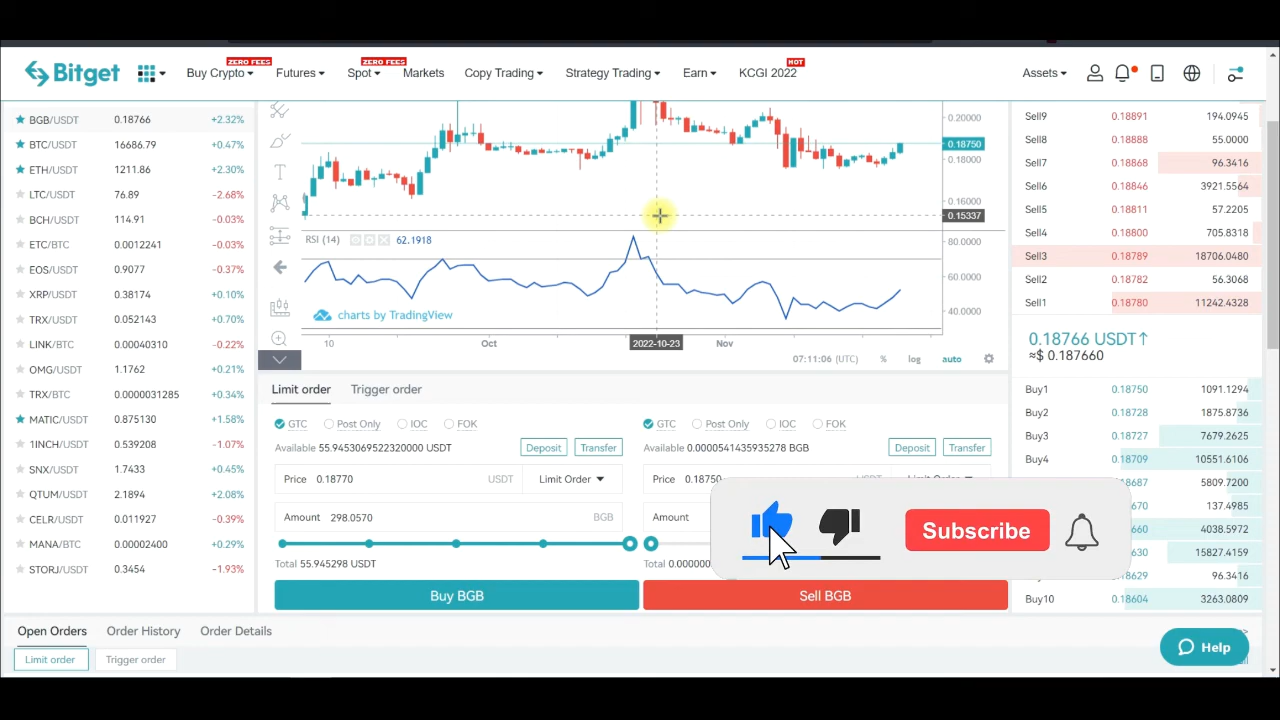 Bitget
ZERO FEES
Buy Crypto
Futures
ZERO FEES
Spot
Markets
Copy Trading
Strategy Trading
Earn
HOT
KCGI 2022
Assets
BGB/USDT 0.18766 +2.32%
BTC/USDT 16686.79 +0.47%
ETH/USDT 1211.86 +2.30%
LTC/USDT 76.89 -2.68%
BCH/USDT 114.91 -0.03%
ETC/BTC 0.0012241 -0.03%
EOS/USDT 0.9077 -0.37%
XRP/USDT 0.38174 +0.10%
TRX/USDT 0.052143 +0.70%
LINK/BTC 0.00040310 -0.22%
OMG/USDT 1.1762 +0.21%
TRX/BTC 0.0000031285 +0.34%
MATIC/USDT 0.875130 +1.58%
1INCH/USDT 0.539208 -1.07%
SNX/USDT 1.7433 +0.45%
QTUM/USDT 2.1894 +2.08%
CELR/USDT 0.011927 -0.39%
MANA/BTC 0.00002400 +0.29%
STORJ/USDT 0.3454 -1.93%
0.20000
0.18750
0.18000
0.16000
0.15337
RSI (14) 62.1918
80.0000
60.0000
40.0000
charts by TradingView
10 Oct 2022-10-23 Nov
07:11:06 (UTC) % log auto
Limit order Trigger order
GTC Post Only IOC FOK
Available 55.9453069522320000 USDT Deposit Transfer
Price 0.18770 USDT Limit Order
Amount 298.0570 BGB
Total 55.945298 USDT
Buy BGB
GTC Post Only IOC FOK
Available 0.0000541435935278 BGB Deposit Transfer
Price 0.18750
Amount
Total 0.00000
Sell BGB
Subscribe
Sell9 0.18891 194.0945
Sell8 0.18888 55.0000
Sell7 0.18868 96.3416
Sell6 0.18846 3921.5564
Sell5 0.18811 57.2205
Sell4 0.18800 705.8318
Sell3 0.18789 18706.0480
Sell2 0.18782 56.3068
Sell1 0.18780 11242.4328
0.18766 USDT↑
≈$ 0.187660
Buy1 0.18750 1091.1294
Buy2 0.18728 1875.8736
Buy3 0.18727 7679.2625
Buy4 0.18709 10551.6106
8687 5809.7200
670 137.4985
4038.5972
630 15827.4159
8629 96.3416
Buy10 0.18604 3263.0809
Open Orders Order History Order Details
Limit order Trigger order
Help